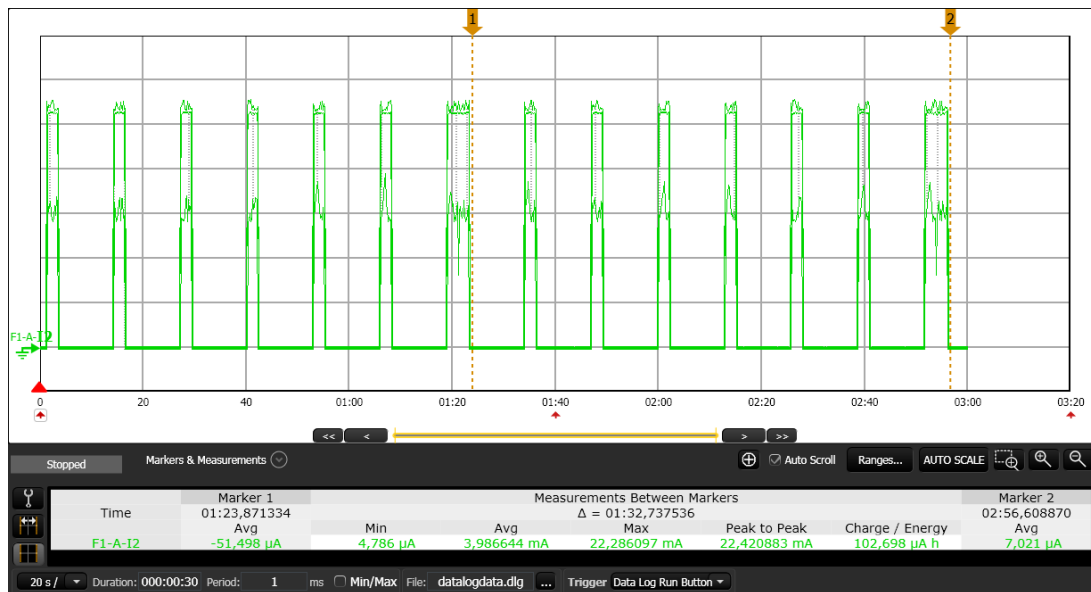 1 2
F1-A-I2
0 20 40 01:00 01:20 01:40 02:00 02:20 02:40 03:00 03:20
<< < > >>
Stopped Markers & Measurements Auto Scroll Ranges... AUTO SCALE
Marker 1 Measurements Between Markers Marker 2
Time 01:23,871334 Δ = 01:32,737536 02:56,608870
Avg Min Avg Max Peak to Peak Charge / Energy Avg
F1-A-I2 -51,498 µA 4,786 µA 3,986644 mA 22,286097 mA 22,420883 mA 102,698 µA h 7,021 µA
20 s / Duration: 000:00:30 Period: 1 ms Min/Max File: datalogdata.dlg ... Trigger Data Log Run Button